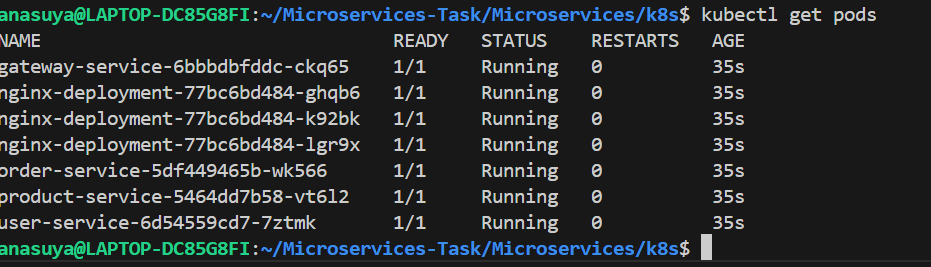 anasuya@LAPTOP-DC85G8FI:~/Microservices-Task/Microservices/k8s$ kubectl get pods
NAME READY STATUS RESTARTS AGE
gateway-service-6bbbdbfddc-ckq65 1/1 Running 0 35s
nginx-deployment-77bc6bd484-ghqb6 1/1 Running 0 35s
nginx-deployment-77bc6bd484-k92bk 1/1 Running 0 35s
nginx-deployment-77bc6bd484-lgr9x 1/1 Running 0 35s
order-service-5df449465b-wk566 1/1 Running 0 35s
product-service-5464dd7b58-vt6l2 1/1 Running 0 35s
user-service-6d54559cd7-7ztmk 1/1 Running 0 35s
anasuya@LAPTOP-DC85G8FI:~/Microservices-Task/Microservices/k8s$